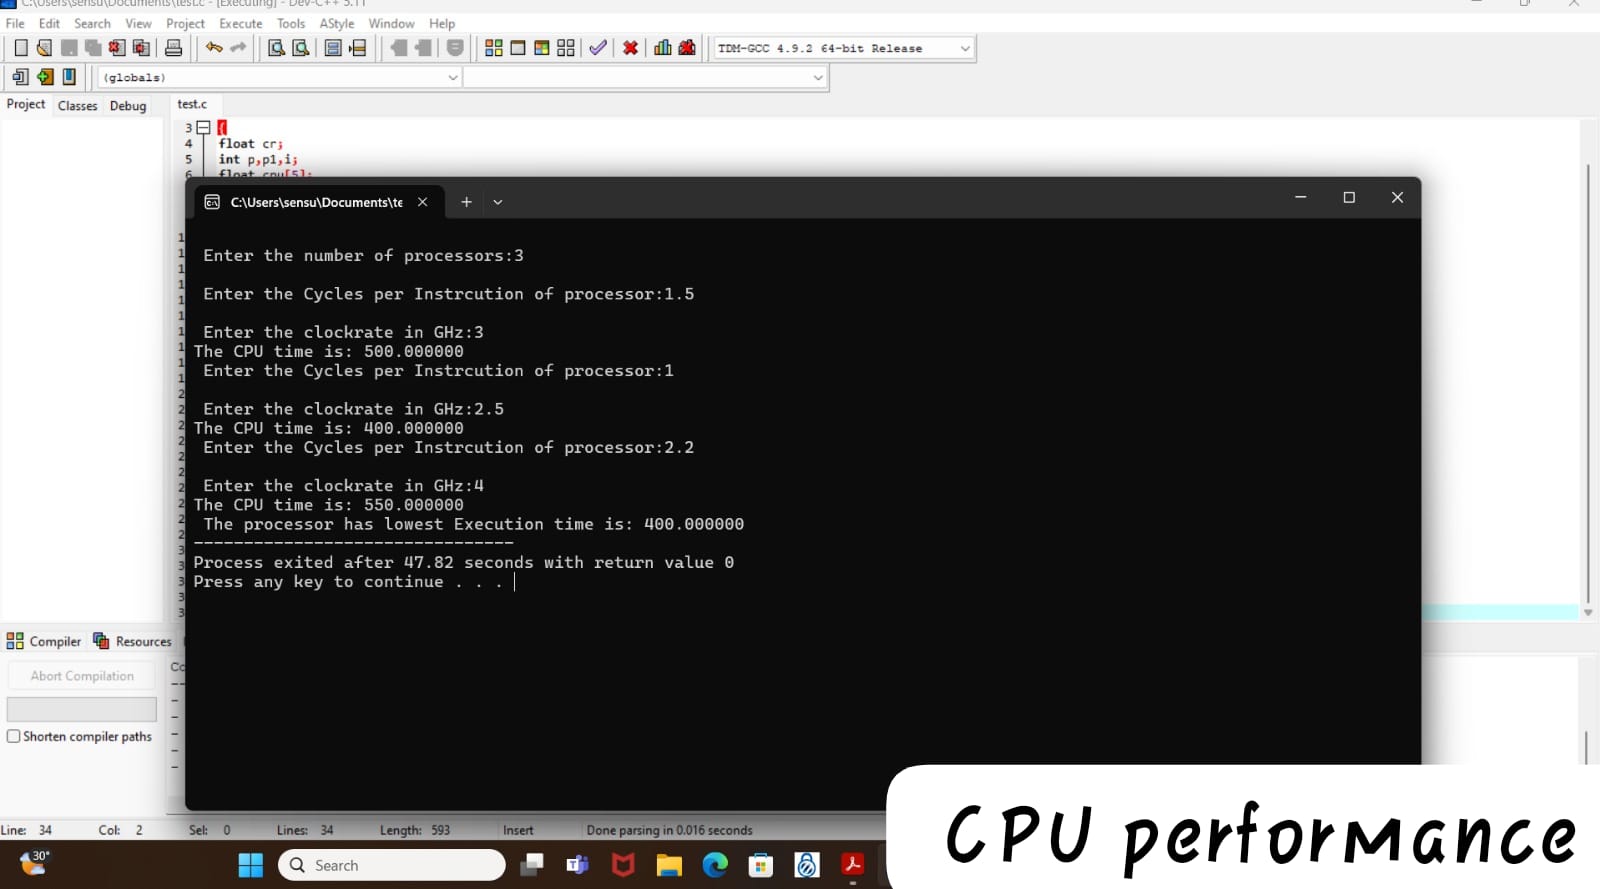 C:\Users\sensu\Documents\test.c - [Executing] - Dev-C++ 5.11
File Edit Search View Project Execute Tools AStyle Window Help
TDM-GCC 4.9.2 64-bit Release
(globals)
Project Classes Debug test.c
3 {
4 float cr;
5 int p,p1,i;
6 float cpu[5];
C:\Users\sensu\Documents\te
Enter the number of processors:3
Enter the Cycles per Instrcution of processor:1.5
Enter the clockrate in GHz:3
The CPU time is: 500.000000
Enter the Cycles per Instrcution of processor:1
Enter the clockrate in GHz:2.5
The CPU time is: 400.000000
Enter the Cycles per Instrcution of processor:2.2
Enter the clockrate in GHz:4
The CPU time is: 550.000000
The processor has lowest Execution time is: 400.000000
--------------------------------
Process exited after 47.82 seconds with return value 0
Press any key to continue . . .
Compiler Resources
Abort Compilation
Shorten compiler paths
Line: 34 Col: 2 Sel: 0 Lines: 34 Length: 593 Insert Done parsing in 0.016 seconds
30°
Search
CPU performance